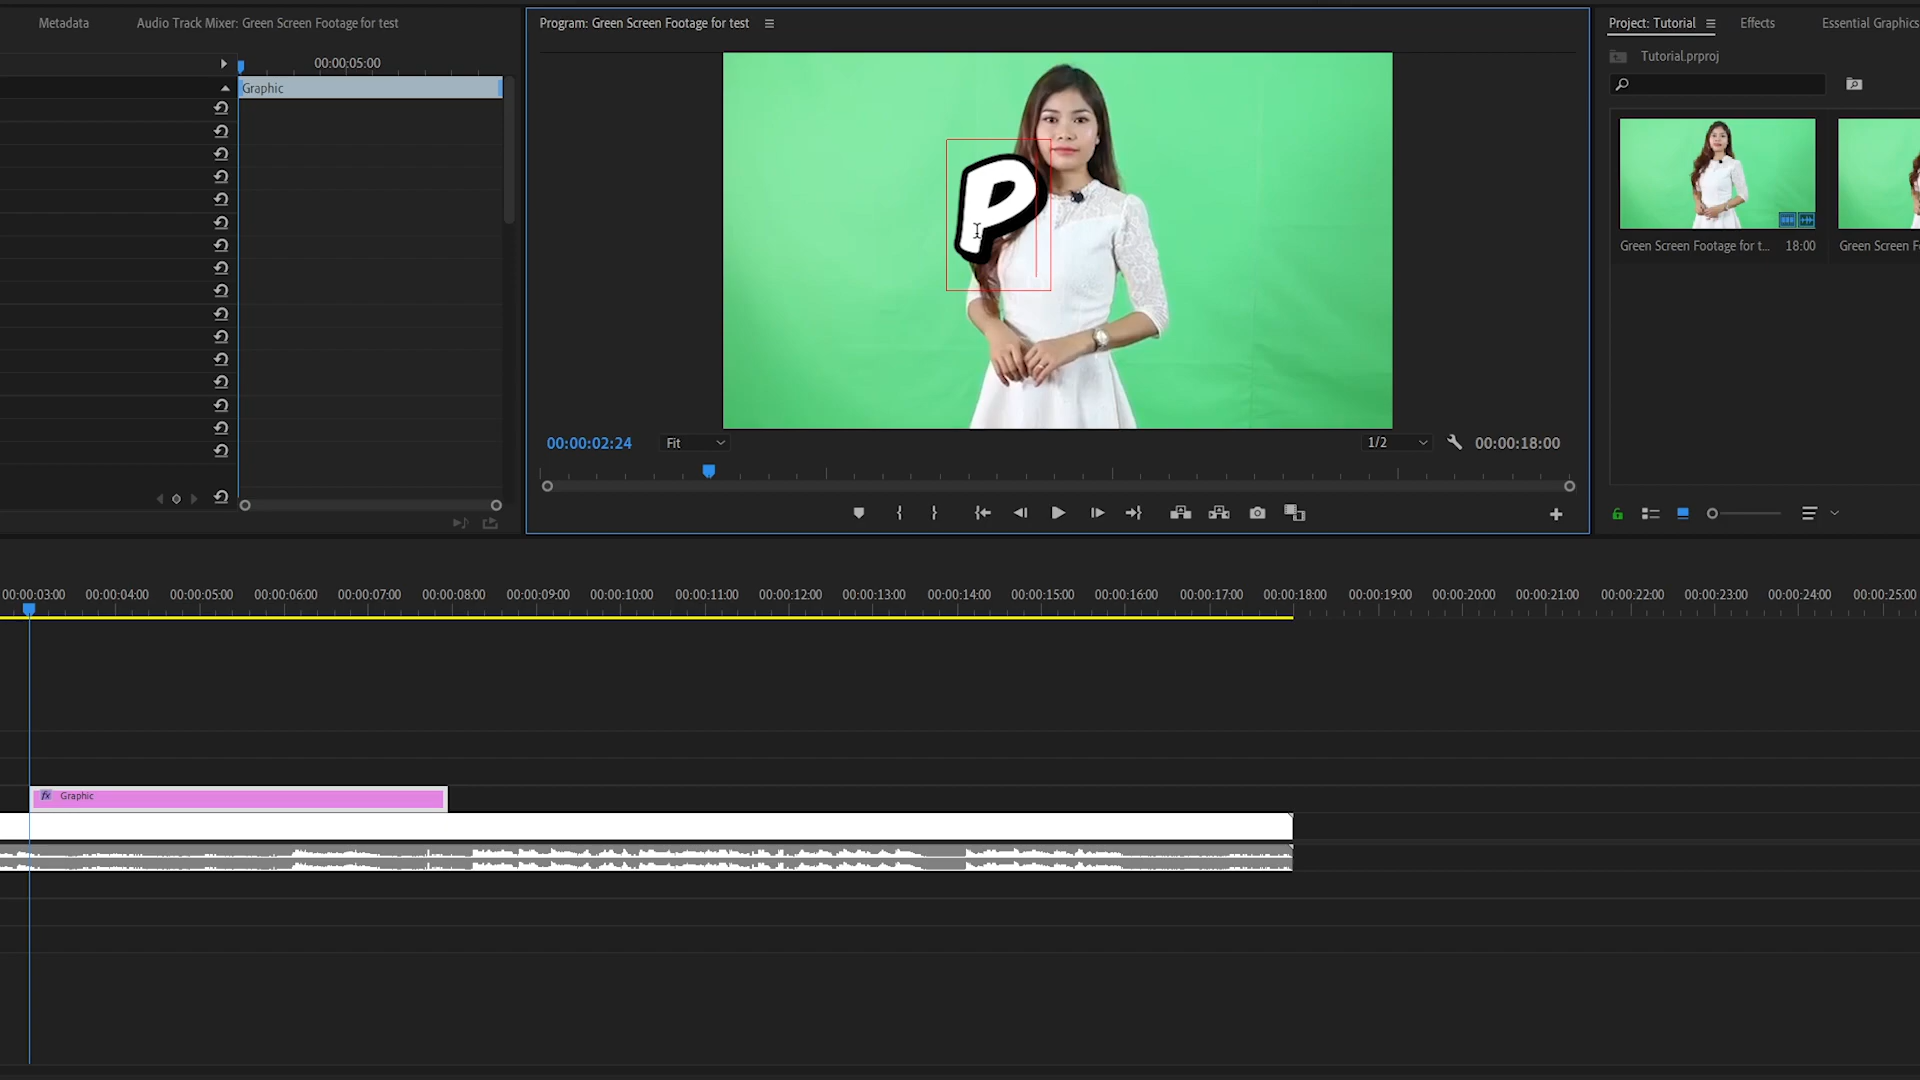 Metadata
Audio Track Mixer: Green Screen Footage for test
Program: Green Screen Footage for test
Project: Tutorial
Effects
Essential Graphics
Tutorial.prproj
00:00:05:00
Graphic
P
Green Screen Footage for t... 18:00
Green Screen F
00:00:02:24
Fit
1/2
00:00:18:00
00:00:03:00 00:00:04:00 00:00:05:00 00:00:06:00 00:00:07:00 00:00:08:00 00:00:09:00 00:00:10:00 00:00:11:00 00:00:12:00 00:00:13:00 00:00:14:00 00:00:15:00 00:00:16:00 00:00:17:00 00:00:18:00 00:00:19:00 00:00:20:00 00:00:21:00 00:00:22:00 00:00:23:00 00:00:24:00 00:00:25:00
fx Graphic